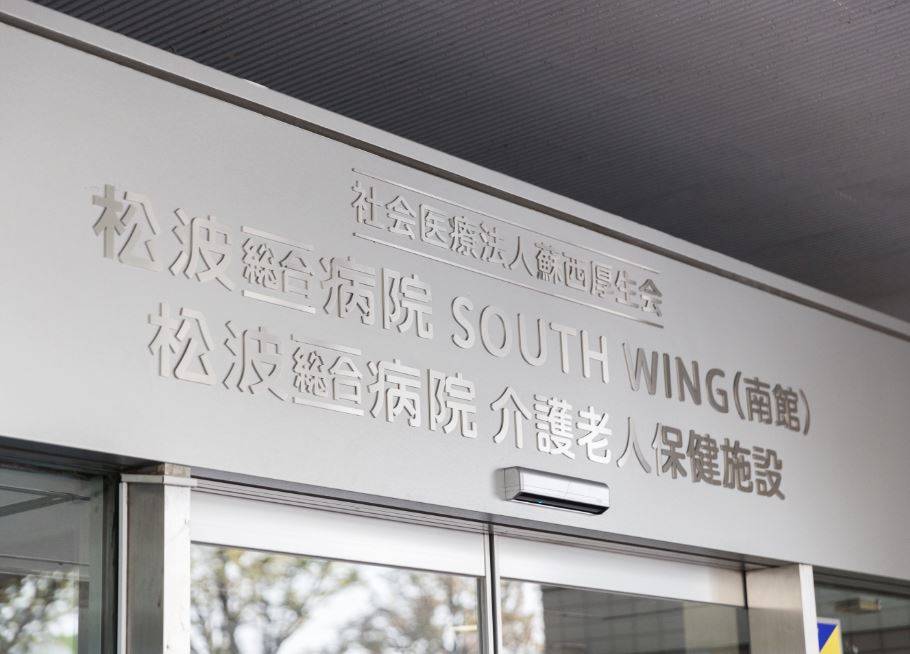 社会医療法人蘇西厚生会
松波総合病院 SOUTH WING(南館)
松波総合病院 介護老人保健施設